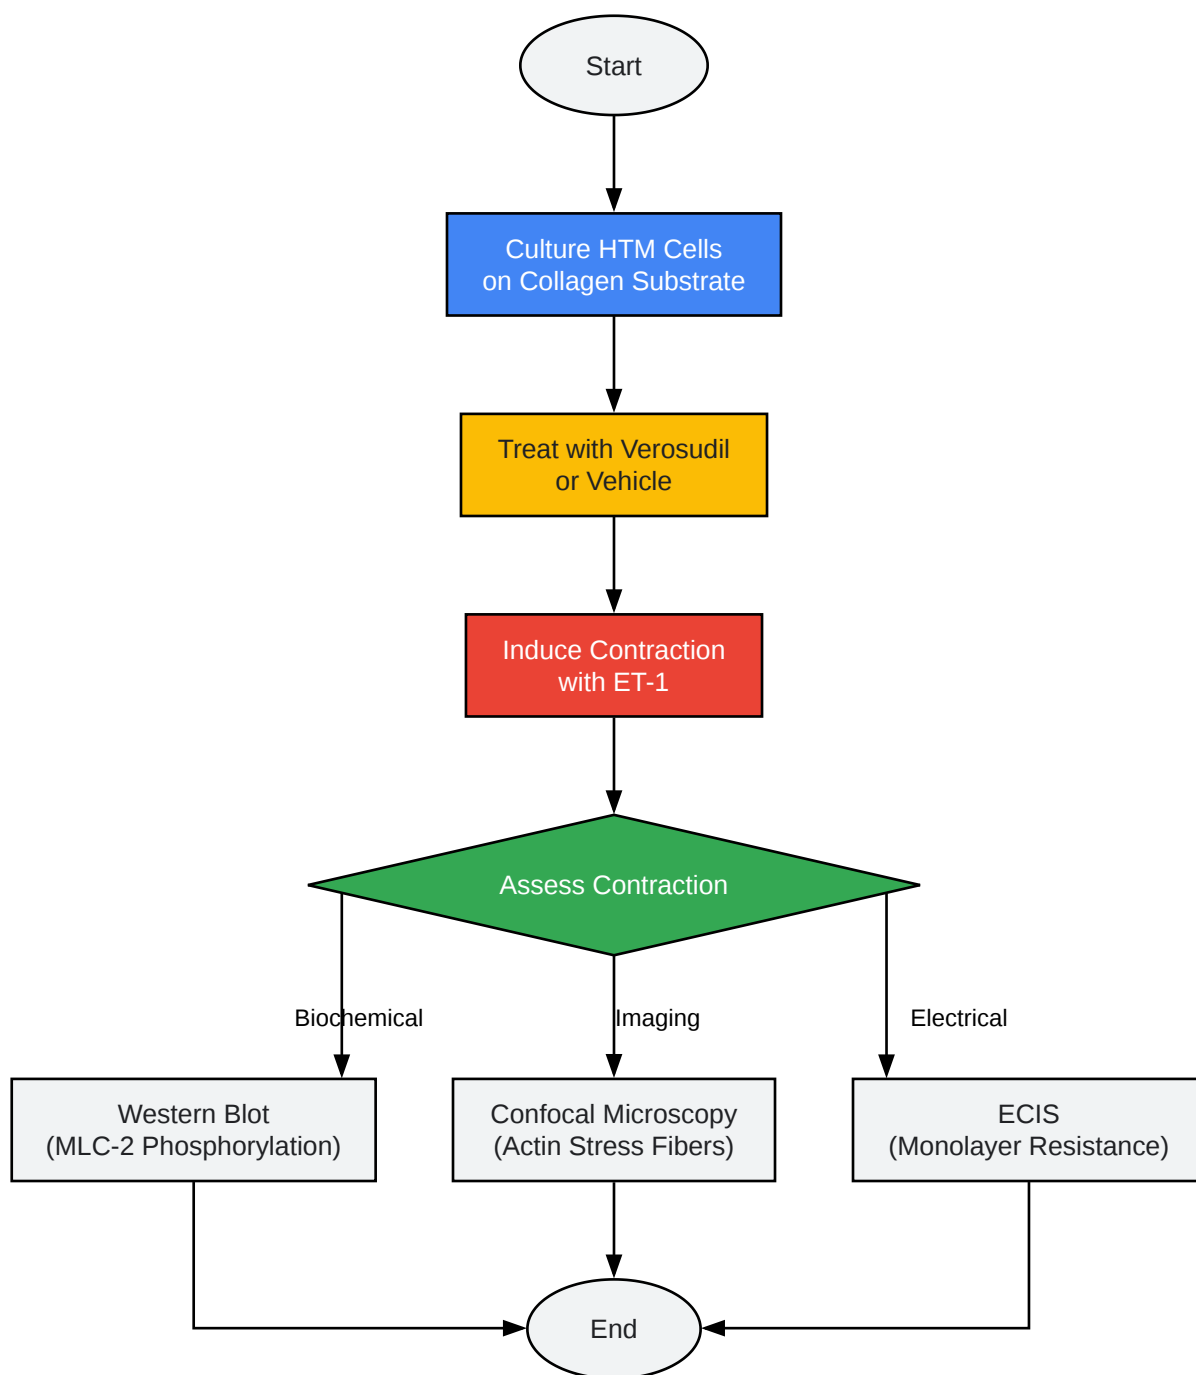 Start
Culture HTM Cells
on Collagen Substrate
Treat with Verosudil
or Vehicle
Induce Contraction
with ET-1
Assess Contraction
Biochemical
Imaging
Electrical
Western Blot
(MLC-2 Phosphorylation)
Confocal Microscopy
(Actin Stress Fibers)
ECIS
(Monolayer Resistance)
End